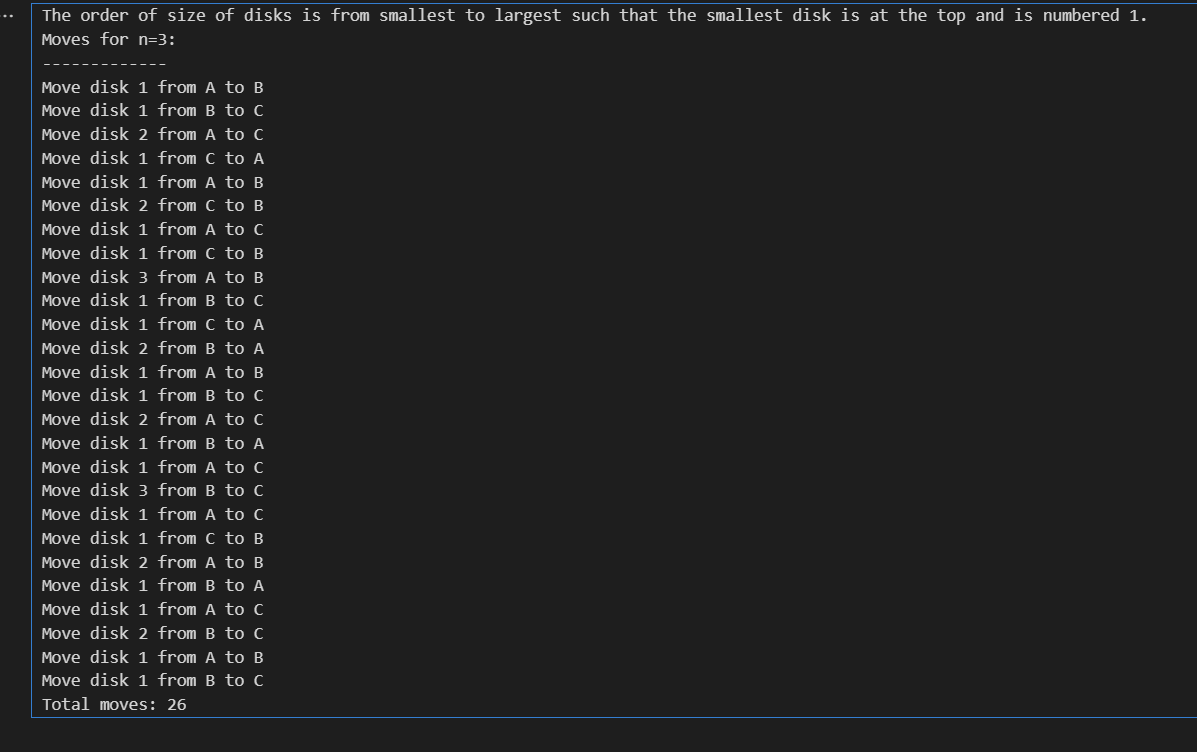 The order of size of disks is from smallest to largest such that the smallest disk is at the top and is numbered 1.
Moves for n=3:
-------------
Move disk 1 from A to B
Move disk 1 from B to C
Move disk 2 from A to C
Move disk 1 from C to A
Move disk 1 from A to B
Move disk 2 from C to B
Move disk 1 from A to C
Move disk 1 from C to B
Move disk 3 from A to B
Move disk 1 from B to C
Move disk 1 from C to A
Move disk 2 from B to A
Move disk 1 from A to B
Move disk 1 from B to C
Move disk 2 from A to C
Move disk 1 from B to A
Move disk 1 from A to C
Move disk 3 from B to C
Move disk 1 from A to C
Move disk 1 from C to B
Move disk 2 from A to B
Move disk 1 from B to A
Move disk 1 from A to C
Move disk 2 from B to C
Move disk 1 from A to B
Move disk 1 from B to C
Total moves: 26